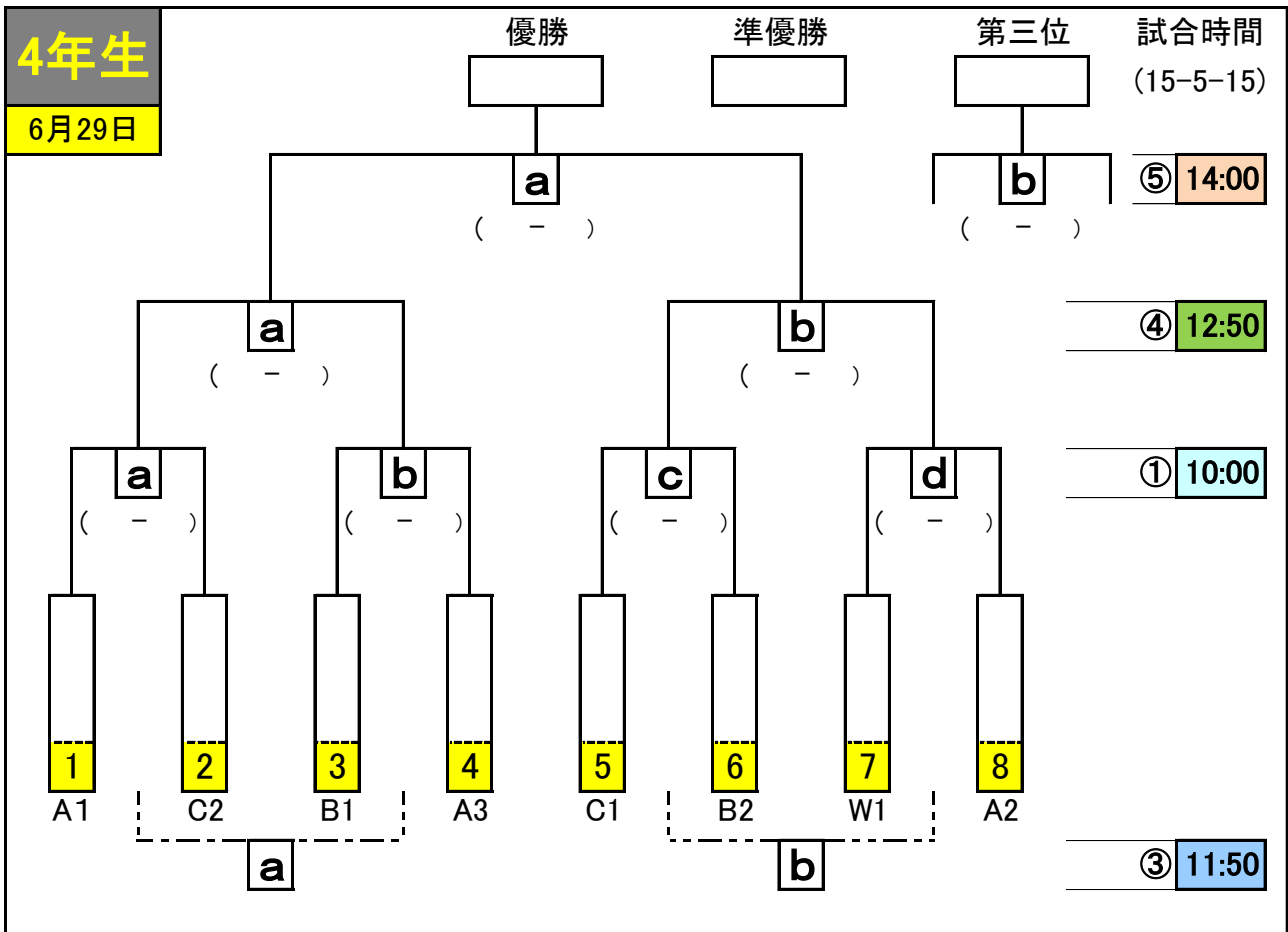 4年生
6月29日
優勝 準優勝 第三位 試合時間
(15-5-15)
a b ⑤ 14:00
( - ) ( - )
a b ④ 12:50
( - ) ( - )
a b c d ① 10:00
( - ) ( - ) ( - ) ( - )
1 2 3 4 5 6 7 8
A1 C2 B1 A3 C1 B2 W1 A2
a b ③ 11:50